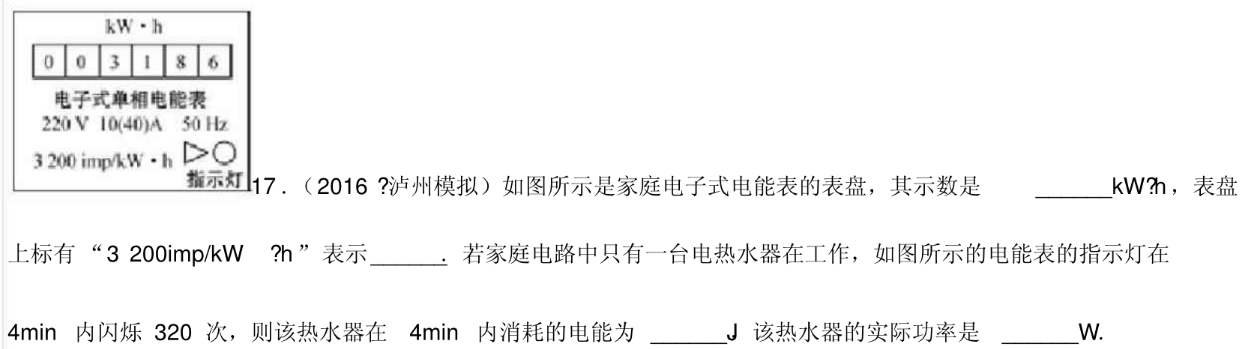 kW·h
0 0 3 1 8 6
电子式单相电能表
220 V 10(40)A 50 Hz
3 200 imp/kW·h
指示灯
17.（2016 ?泸州模拟）如图所示是家庭电子式电能表的表盘，其示数是 ______kW?h，表盘
上标有“3 200imp/kW ?h”表示______. 若家庭电路中只有一台电热水器在工作，如图所示的电能表的指示灯在
4min 内闪烁 320 次，则该热水器在 4min 内消耗的电能为 ______J 该热水器的实际功率是 ______W.